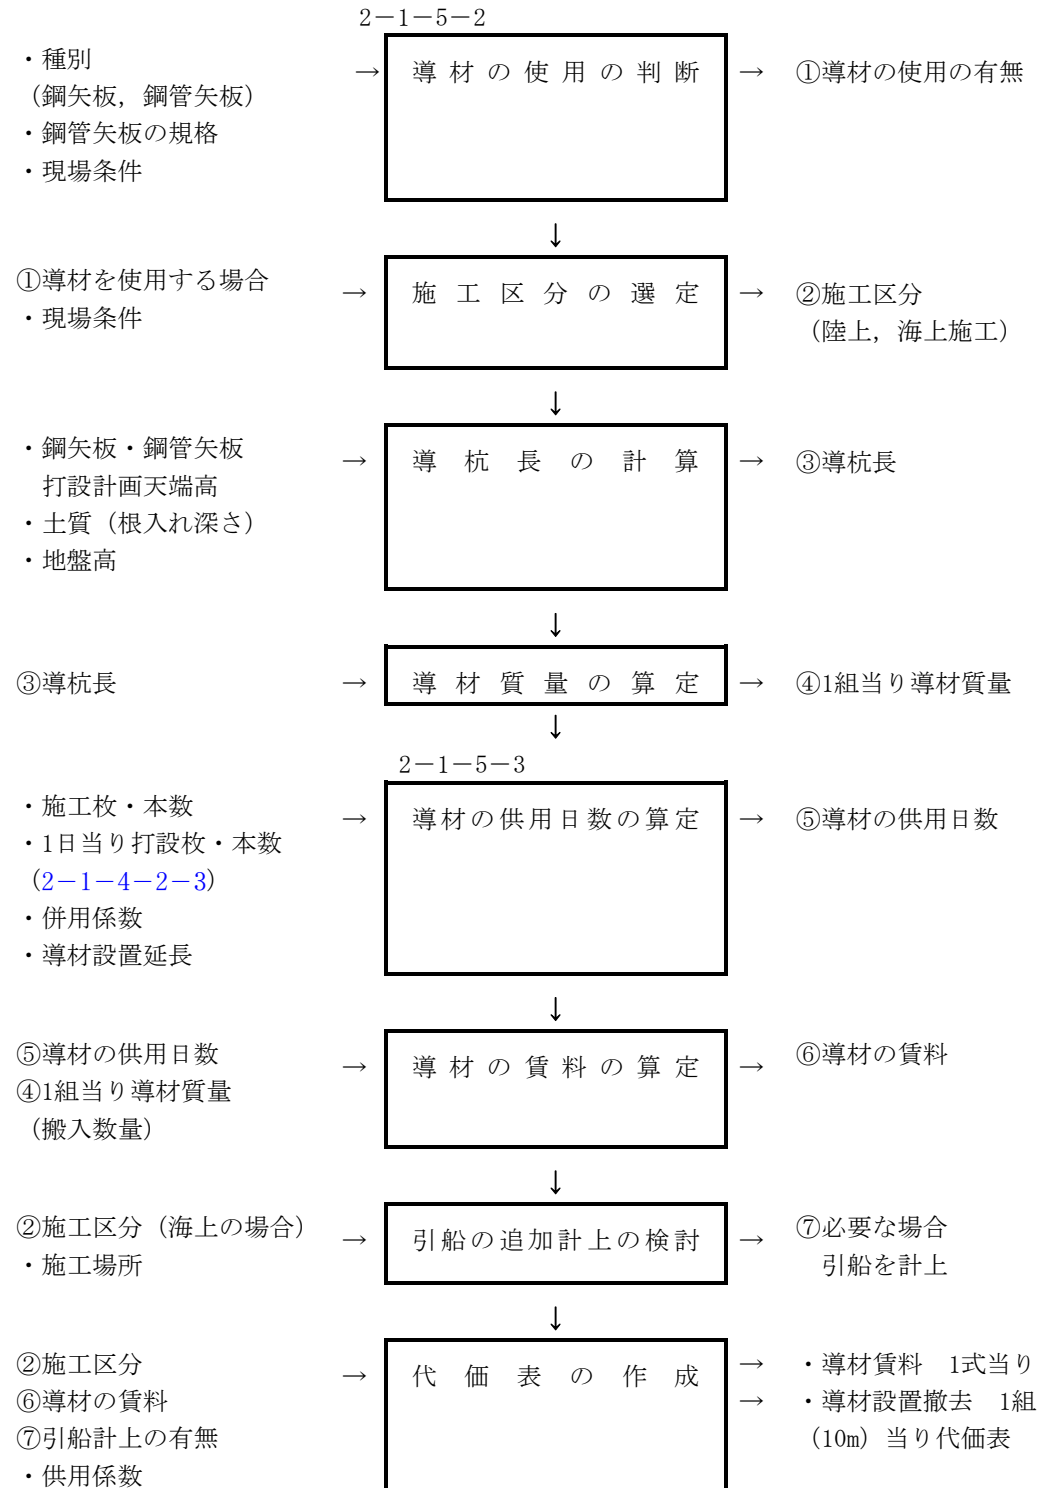 2－1－5－2
・種別
（鋼矢板，鋼管矢板）
・鋼管矢板の規格
・現場条件
→
導材の使用の判断
→
①導材の使用の有無
↓
①導材を使用する場合
・現場条件
→
施工区分の選定
→
②施工区分
（陸上，海上施工）
↓
・鋼矢板・鋼管矢板
打設計画天端高
・土質（根入れ深さ）
・地盤高
→
導杭長の計算
→
③導杭長
↓
③導杭長
→
導材質量の算定
→
④1組当り導材質量
↓
2－1－5－3
・施工枚・本数
・1日当り打設枚・本数
（2－1－4－2－3）
・併用係数
・導材設置延長
→
導材の供用日数の算定
→
⑤導材の供用日数
↓
⑤導材の供用日数
④1組当り導材質量
（搬入数量）
→
導材の賃料の算定
→
⑥導材の賃料
↓
②施工区分（海上の場合）
・施工場所
→
引船の追加計上の検討
→
⑦必要な場合
引船を計上
↓
②施工区分
⑥導材の賃料
⑦引船計上の有無
・供用係数
→
代価表の作成
→ ・導材賃料　1式当り
→ ・導材設置撤去　1組
（10m）当り代価表